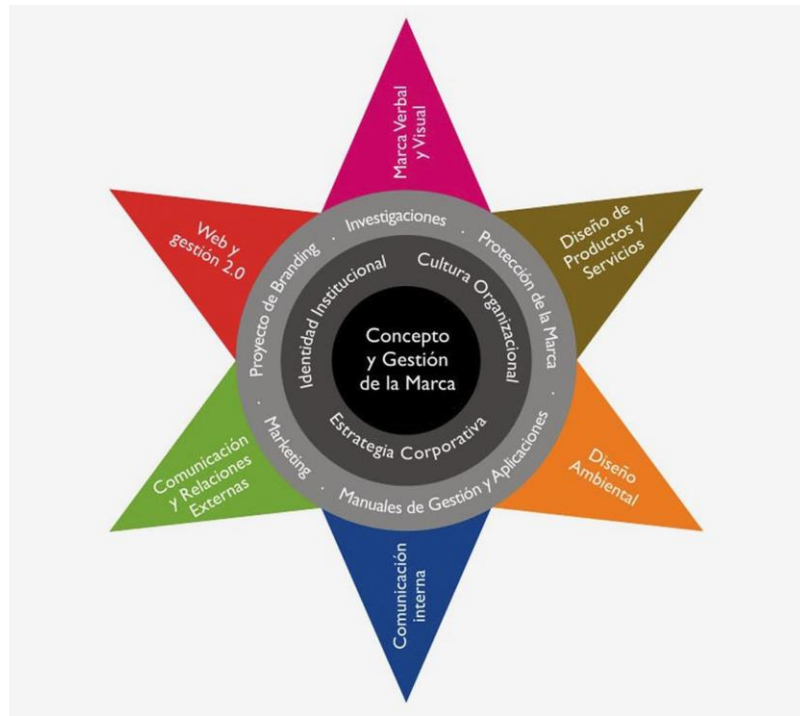 Marca Verbal
y Visual
Diseño de
Productos y
Servicios
Diseño
Ambiental
Comunicación
interna
Comunicación
y Relaciones
Externas
Web y
gestión 2.0
Proyecto de Branding · Investigaciones · Protección de la Marca · Manuales de Gestión y Aplicaciones · Marketing ·
Identidad Institucional
Cultura Organizacional
Estrategia Corporativa
Concepto
y Gestión
de la Marca